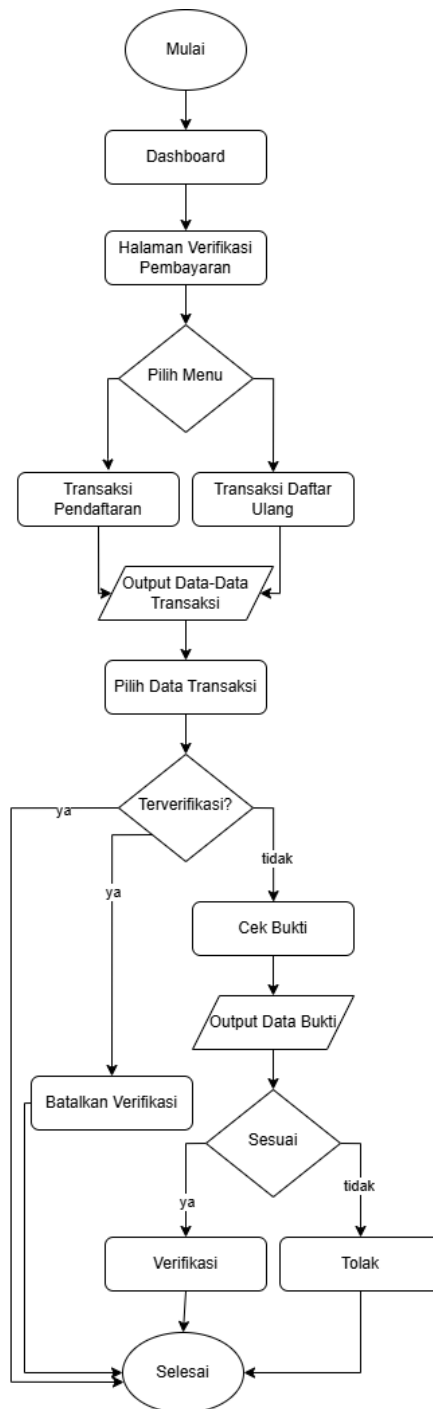 Mulai
Dashboard
Halaman Verifikasi
Pembayaran
Pilih Menu
Transaksi
Pendaftaran
Transaksi Daftar
Ulang
Output Data-Data
Transaksi
Pilih Data Transaksi
Terverifikasi?
ya
tidak
ya
Cek Bukti
Output Data Bukti
Batalkan Verifikasi
Sesuai
ya
tidak
Verifikasi
Tolak
Selesai